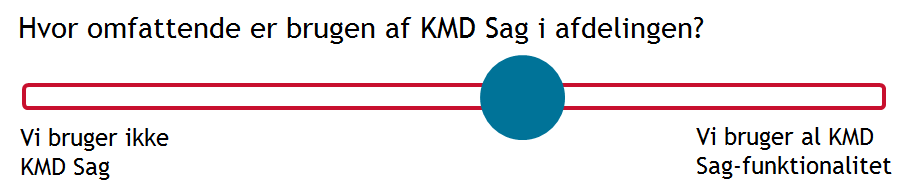 Hvor omfattende er brugen af KMD Sag i afdelingen?
Vi bruger ikke
KMD Sag
Vi bruger al KMD
Sag-funktionalitet